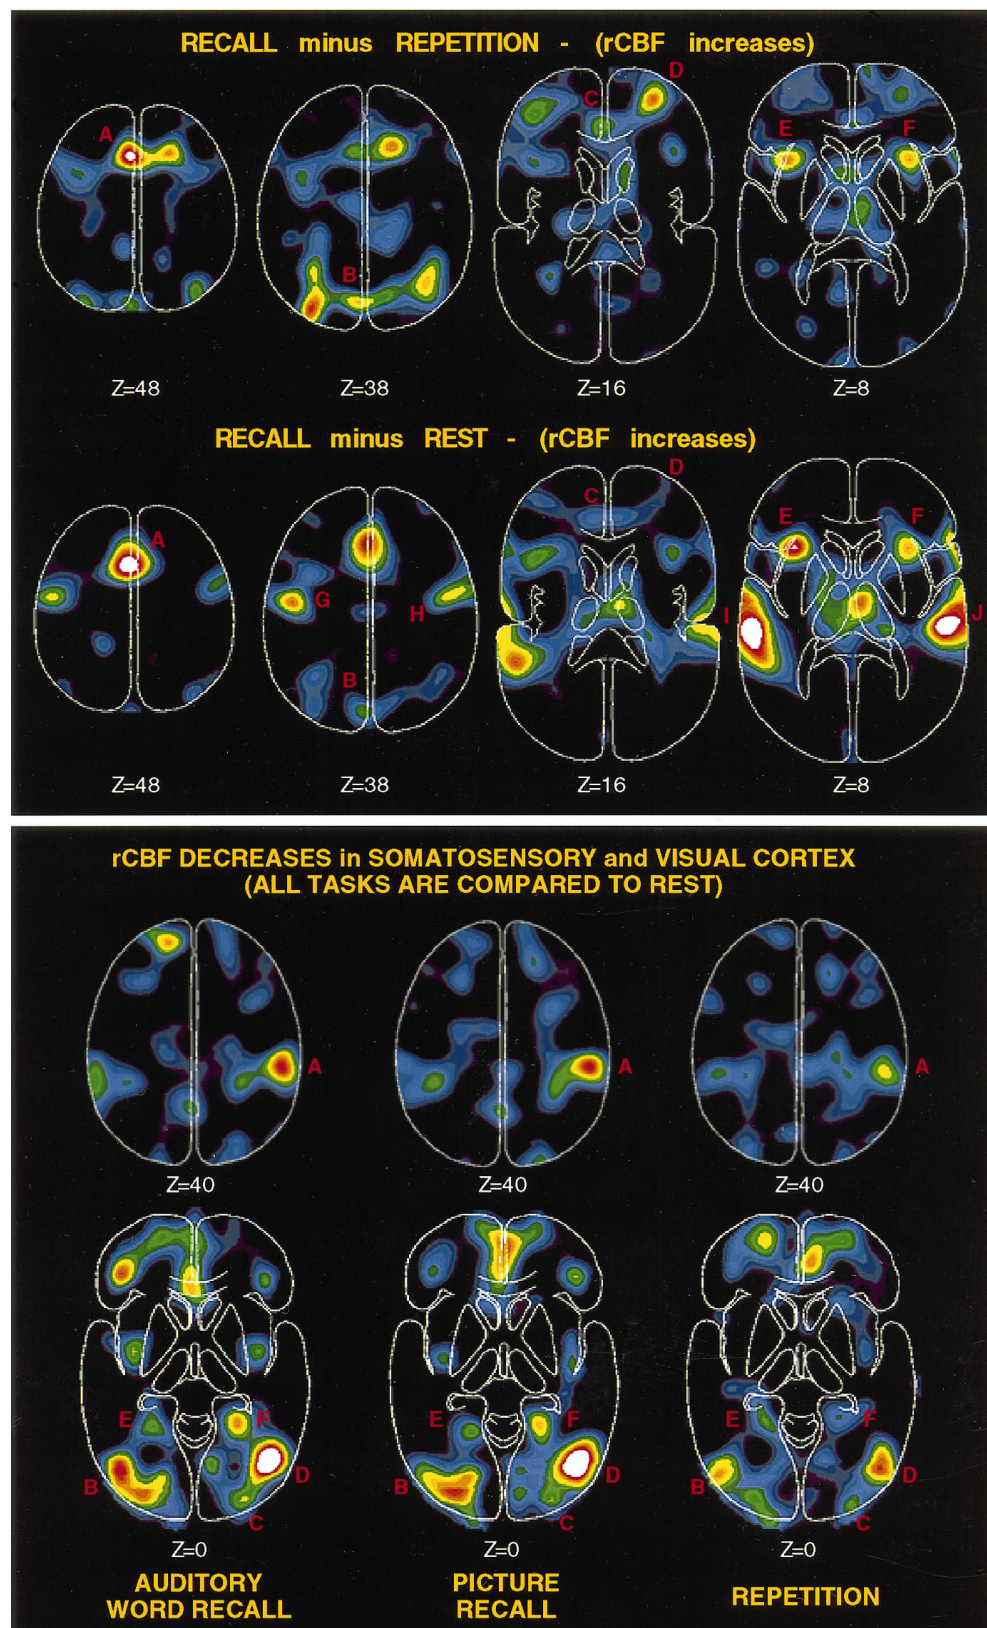 RECALL minus REPETITION - (rCBF increases)
D
C
A
E
F
B
Z=48
Z=38
Z=16
Z=8
RECALL minus REST - (rCBF increases)
D
C
E
F
A
G
H
I
J
B
Z=48
Z=38
Z=16
Z=8
rCBF DECREASES in SOMATOSENSORY and VISUAL CORTEX
(ALL TASKS ARE COMPARED TO REST)
A
A
A
Z=40
Z=40
Z=40
E
F
E
F
E
F
B
D
B
D
B
D
C
C
C
Z=0
Z=0
Z=0
AUDITORY
WORD RECALL
PICTURE
RECALL
REPETITION